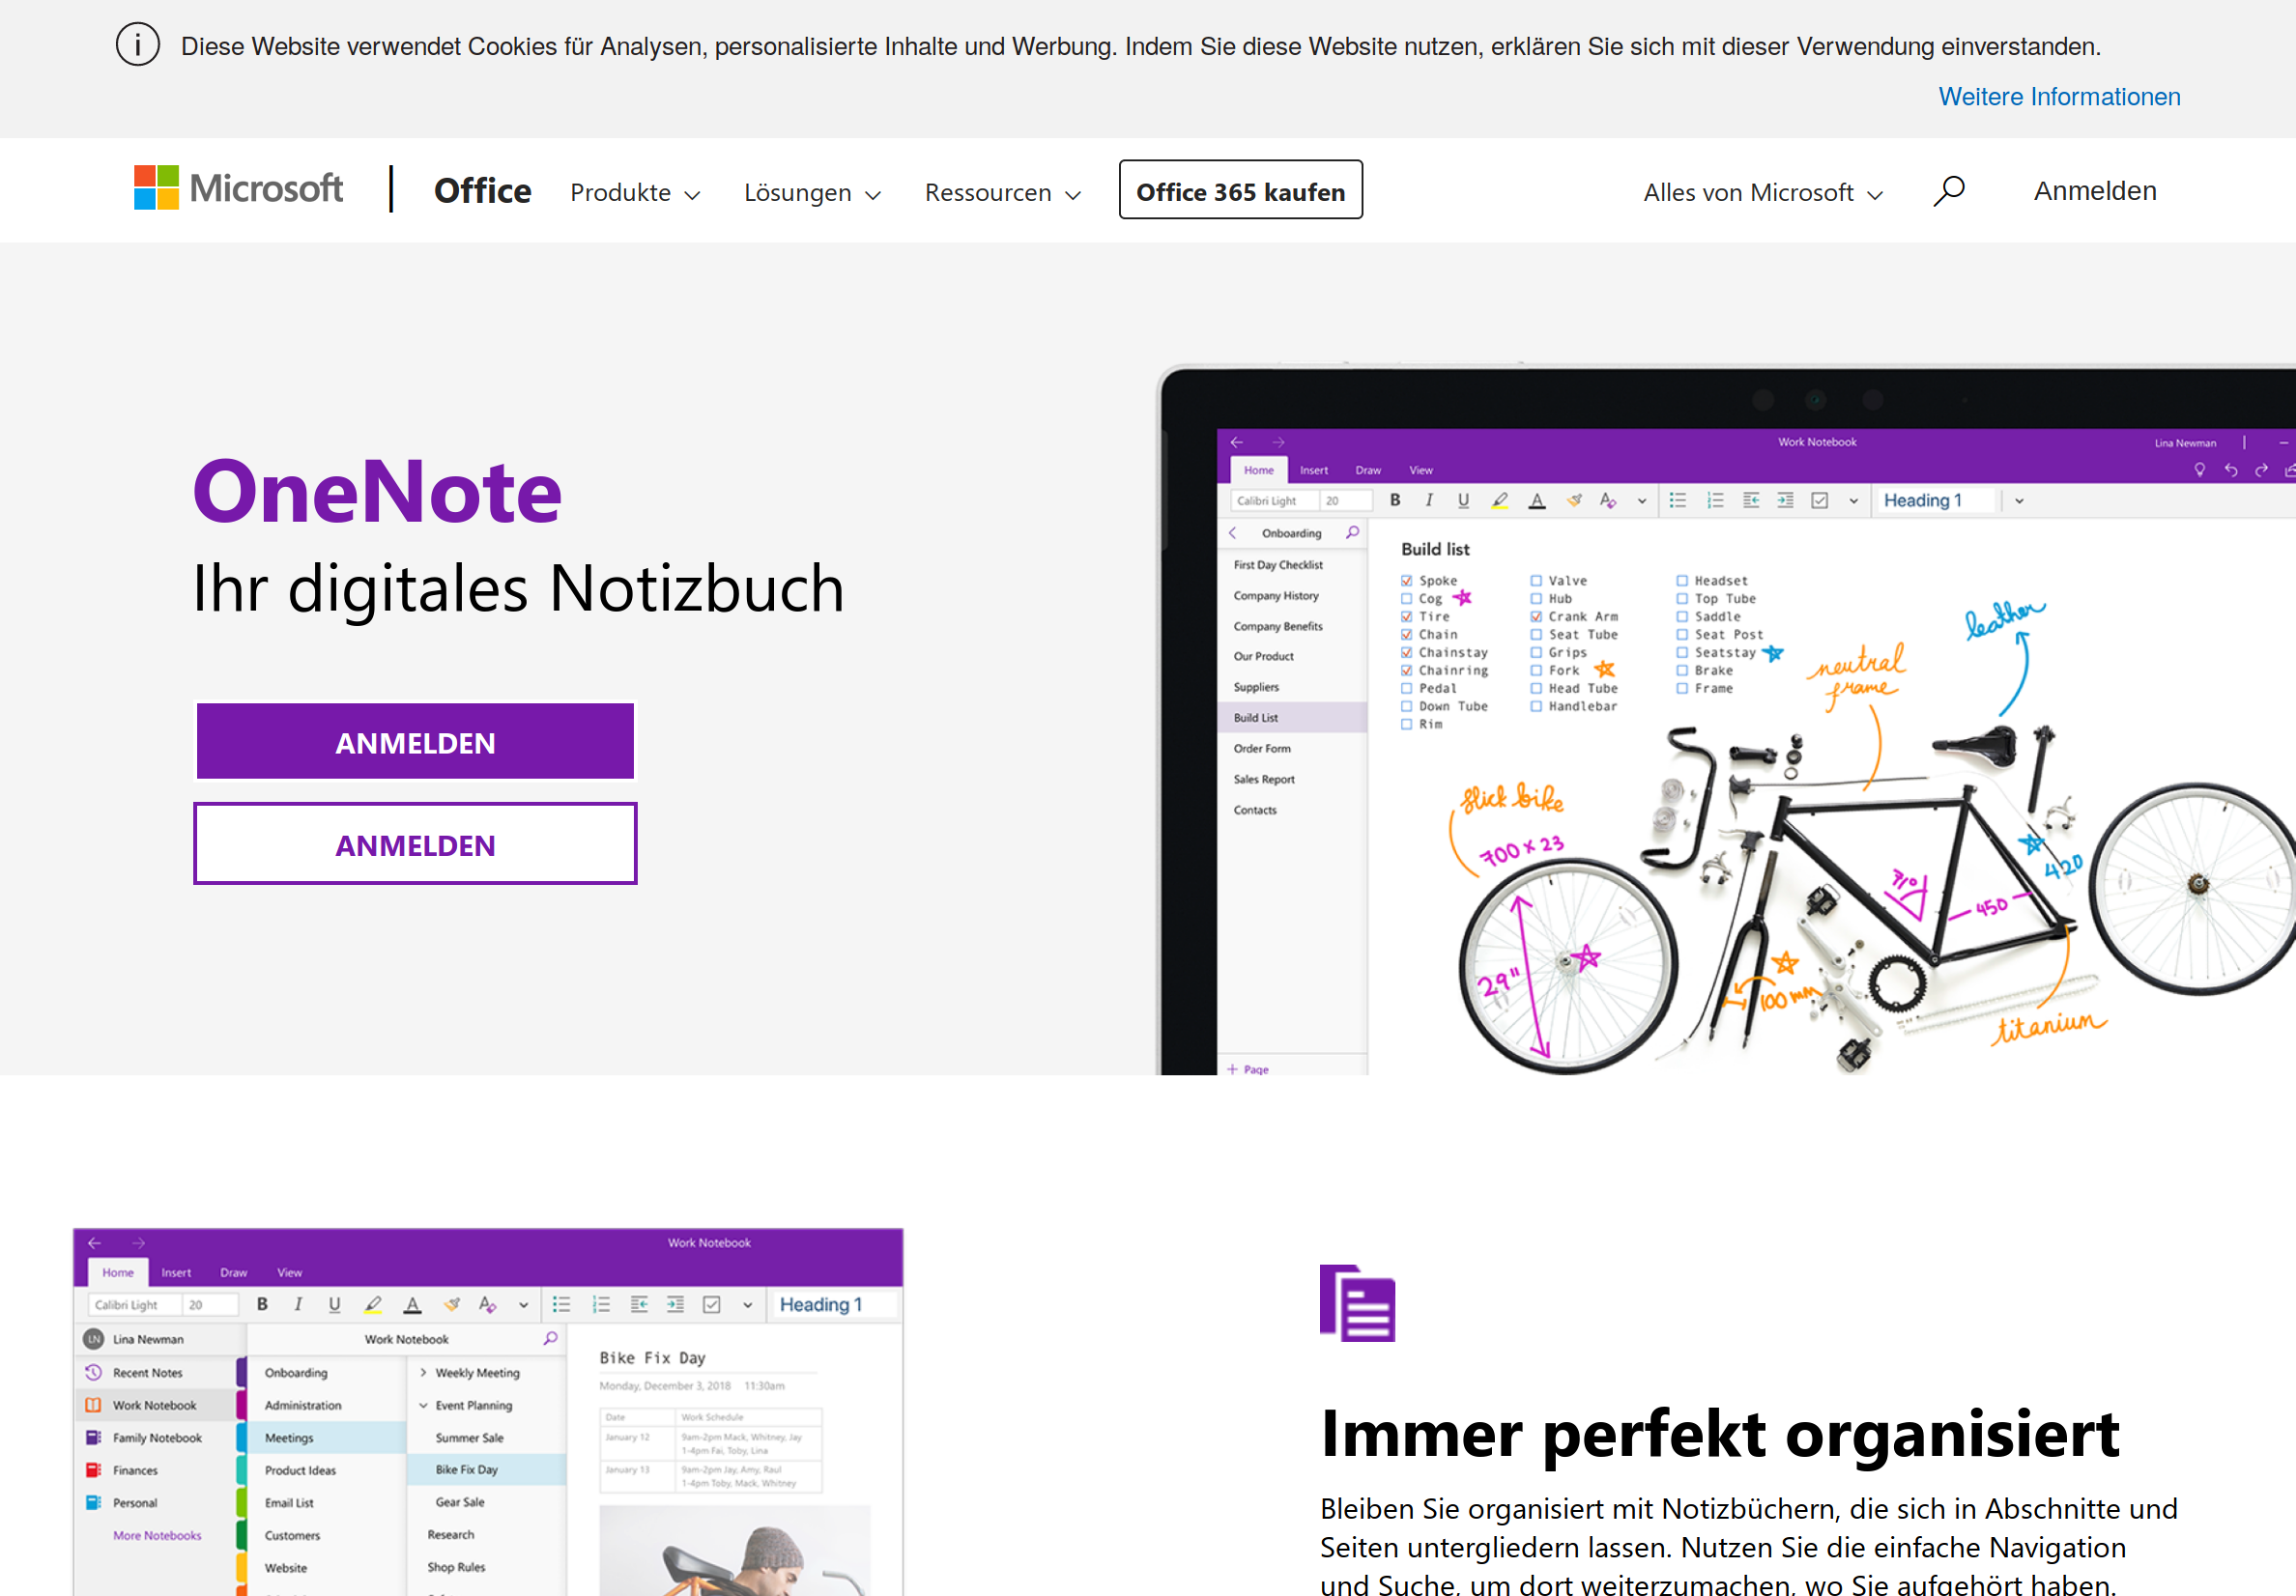 Diese Website verwendet Cookies für Analysen, personalisierte Inhalte und Werbung. Indem Sie diese Website nutzen, erklären Sie sich mit dieser Verwendung einverstanden.
Weitere Informationen
Microsoft Office Produkte Lösungen Ressourcen Office 365 kaufen Alles von Microsoft Anmelden
OneNote
Ihr digitales Notizbuch
ANMELDEN
ANMELDEN
Work Notebook Lina Newman
Home Insert Draw View
Calibri Light 20 B I U A A Heading 1
Onboarding
First Day Checklist
Company History
Company Benefits
Our Product
Suppliers
Build List
Order Form
Sales Report
Contacts
+ Page
Build list
Spoke Valve Headset
Cog Hub Top Tube
Tire Crank Arm Saddle
Chain Seat Tube Seat Post
Chainstay Grips Seatstay
Chainring Fork Brake
Pedal Head Tube Frame
Down Tube Handlebar
Rim
leather
neutral
frame
slick bike
700 x 23
29"
71°
450
420
100 mm
titanium
Work Notebook
Home Insert Draw View
Calibri Light 20 B I U A A Heading 1
LN Lina Newman
Recent Notes
Work Notebook
Family Notebook
Finances
Personal
More Notebooks
Work Notebook
Onboarding
Administration
Meetings
Product Ideas
Email List
Customers
Website
Weekly Meeting
Event Planning
Summer Sale
Bike Fix Day
Gear Sale
Research
Shop Rules
Bike Fix Day
Monday, December 3, 2018 11:30am
Date Work Schedule
January 12 9am-2pm Mack, Whitney, Jay
1-4pm Fai, Toby, Lina
January 13 9am-2pm Jay, Amy, Raul
1-4pm Toby, Mack, Whitney
Immer perfekt organisiert
Bleiben Sie organisiert mit Notizbüchern, die sich in Abschnitte und
Seiten untergliedern lassen. Nutzen Sie die einfache Navigation
und Suche, um dort weiterzumachen, wo Sie aufgehört haben.